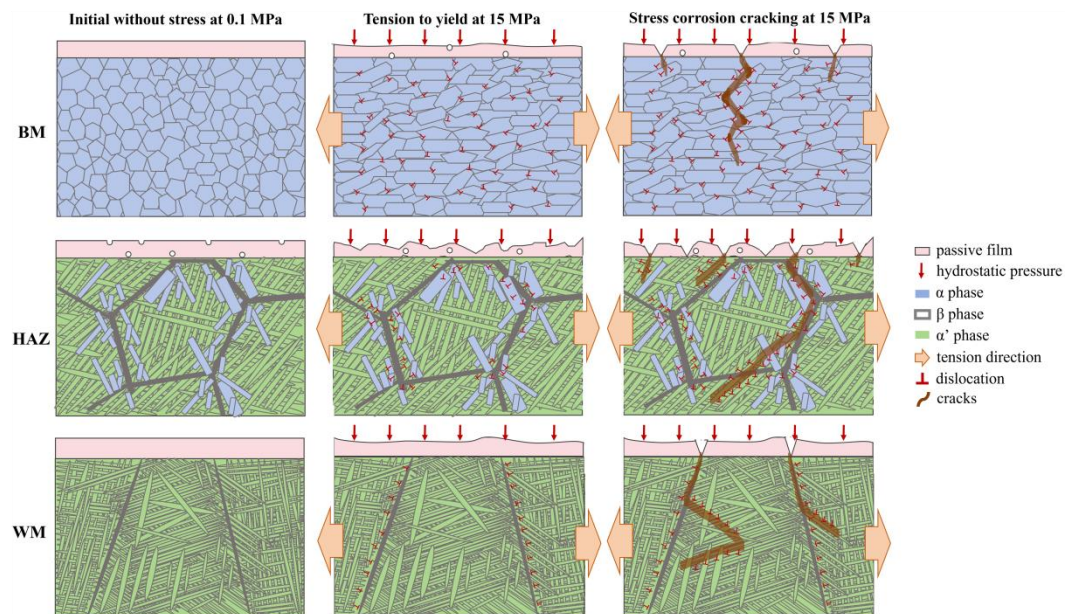 Initial without stress at 0.1 MPa
Tension to yield at 15 MPa
Stress corrosion cracking at 15 MPa
BM
HAZ
WM
passive film
hydrostatic pressure
α phase
β phase
α’ phase
tension direction
dislocation
cracks